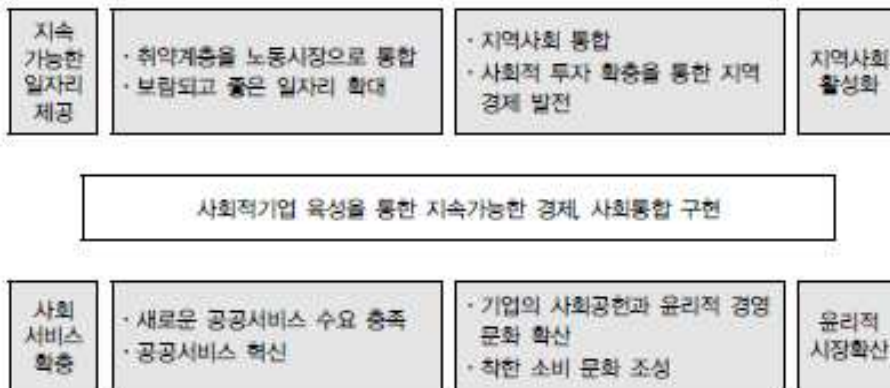 지속
가능한
일자리
제공
· 취약계층을 노동시장으로 통합
· 보람되고 좋은 일자리 확대
· 지역사회 통합
· 사회적 투자 확충을 통한 지역
경제 발전
지역사회
활성화
사회적기업 육성을 통한 지속가능한 경제, 사회통합 구현
사회
서비스
확충
· 새로운 공공서비스 수요 충족
· 공공서비스 혁신
· 기업의 사회공헌과 윤리적 경영
문화 확산
· 착한 소비 문화 조성
윤리적
시장확산